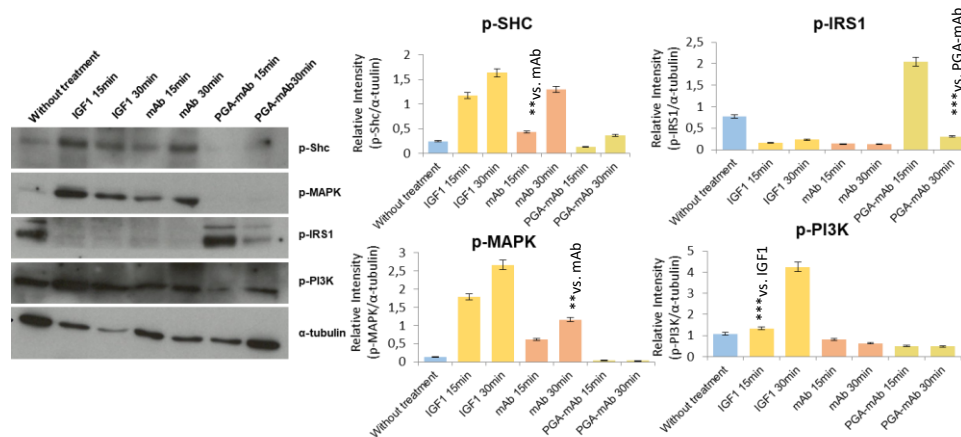 Without treatment
IGF1 15min
IGF1 30min
mAb 15min
mAb 30min
PGA-mAb 15min
PGA-mAb30min
p-Shc
p-MAPK
p-IRS1
p-PI3K
α-tubulin
p-SHC
Relative Intensity
(p-Shc/α-tuulin)
2
1,5
1
0,5
0
**vs. mAb
Without treatment
IGF1 15min
IGF1 30min
mAb 15min
mAb 30min
PGA-mAb 15min
PGA-mAb 30min
p-IRS1
Relative Intensity
(p-IRS1/α-tubulin)
2,5
2
1,5
1
0,5
0
***vs. PGA-mAb
Without treatment
IGF1 15min
IGF1 30min
mAb 15min
mAb 30min
PGA-mAb 15min
PGA-mAb 30min
p-MAPK
Relative Intensity
(p-MAPK/α-tubulin)
3
2,5
2
1,5
1
0,5
0
**vs. mAb
Without treatment
IGF1 15min
IGF1 30min
mAb 15min
mAb 30min
PGA-mAb 15min
PGA-mAb 30min
p-PI3K
Relative Intensity
(p-PI3K/α-tubulin)
5
4
3
2
1
0
***vs. IGF1
Without treatment
IGF1 15min
IGF1 30min
mAb 15min
mAb 30min
PGA-mAb 15min
PGA-mAb 30min